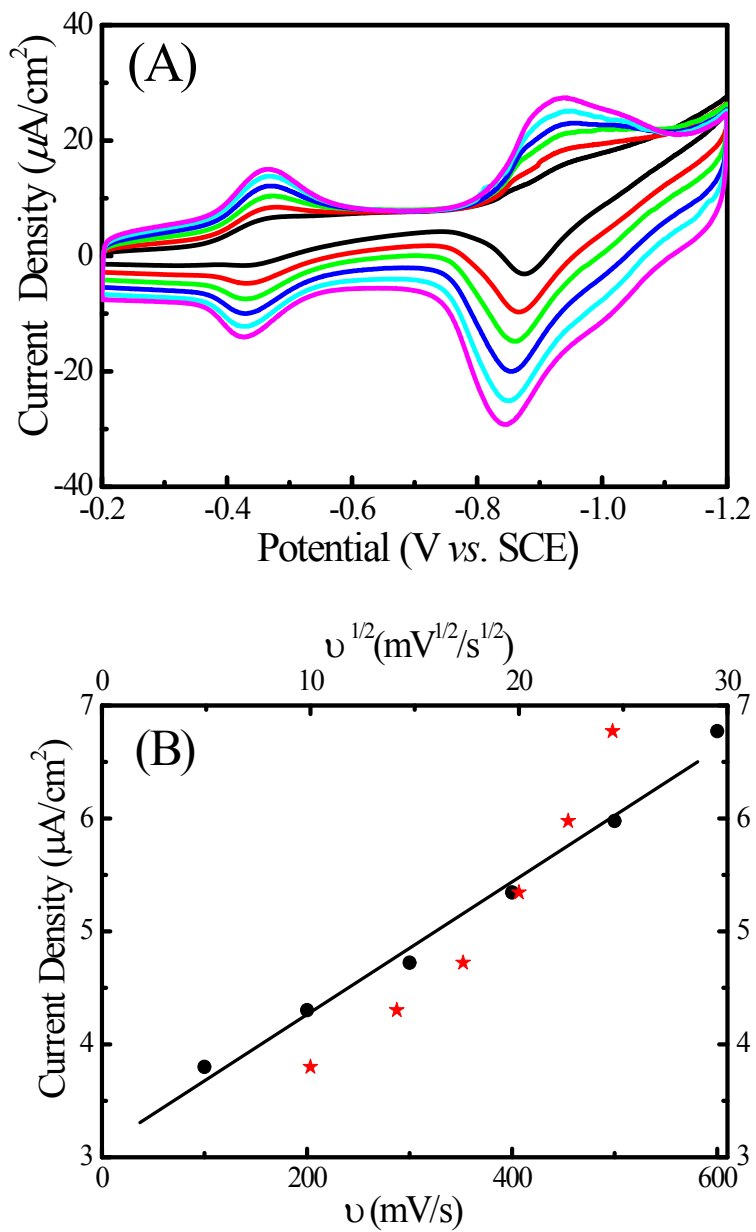 (A)
Current Density (μA/cm²)
40
20
0
-20
-40
-0.2 -0.4 -0.6 -0.8 -1.0 -1.2
Potential (V vs. SCE)
υ 1/2(mV1/2/s1/2)
0 10 20 30
(B)
Current Density (μA/cm²)
7 7
6 6
5 5
4 4
3 3
0 200 400 600
υ (mV/s)